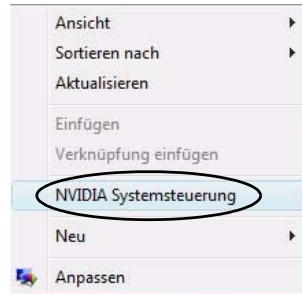 Ansicht
Sortieren nach
Aktualisieren
Einfügen
Verknüpfung einfügen
NVIDIA Systemsteuerung
Neu
Anpassen